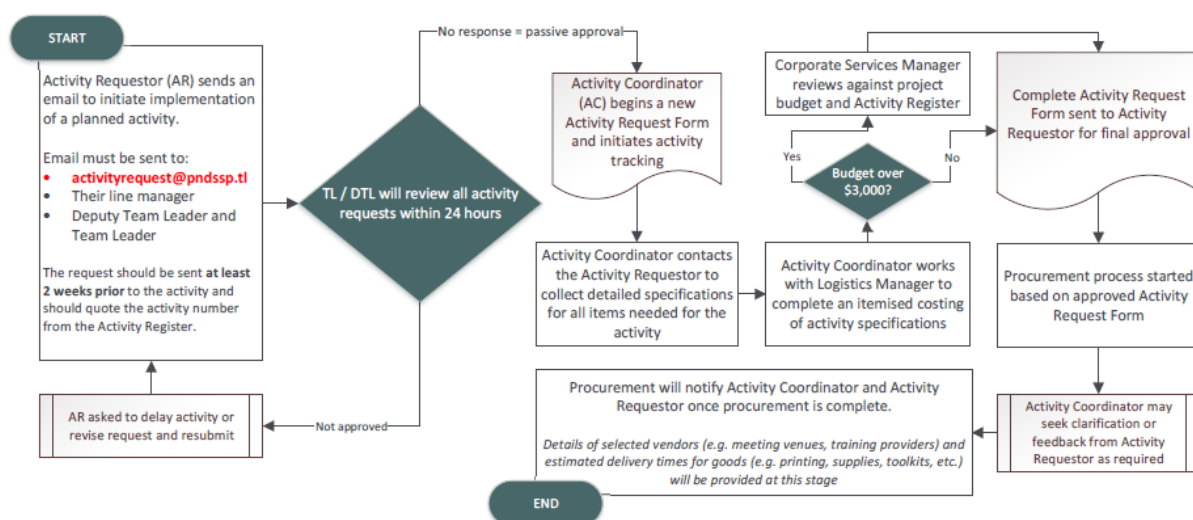 START
Activity Requestor (AR) sends an
email to initiate implementation
of a planned activity.
Email must be sent to:
• activityrequest@pndssp.tl
• Their line manager
• Deputy Team Leader and
Team Leader
The request should be sent at least
2 weeks prior to the activity and
should quote the activity number
from the Activity Register.
AR asked to delay activity or
revise request and resubmit
TL / DTL will review all activity
requests within 24 hours
Not approved
No response = passive approval
Activity Coordinator
(AC) begins a new
Activity Request Form
and initiates activity
tracking
Activity Coordinator contacts
the Activity Requestor to
collect detailed specifications
for all items needed for the
activity
Activity Coordinator works
with Logistics Manager to
complete an itemised costing
of activity specifications
Budget over
$3,000?
Yes
No
Corporate Services Manager
reviews against project
budget and Activity Register
Complete Activity Request
Form sent to Activity
Requestor for final approval
Procurement process started
based on approved Activity
Request Form
Activity Coordinator may
seek clarification or
feedback from Activity
Requestor as required
Procurement will notify Activity Coordinator and Activity
Requestor once procurement is complete.
Details of selected vendors (e.g. meeting venues, training providers) and
estimated delivery times for goods (e.g. printing, supplies, toolkits, etc.)
will be provided at this stage
END